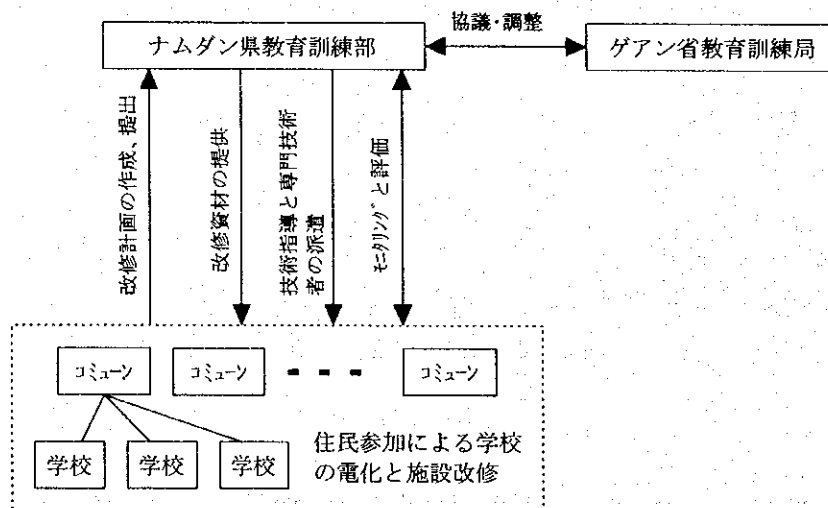 協議・調整
ナムダン県教育訓練部
ゲアン省教育訓練局
改修計画の作成、提出
改修資材の提供
技術指導と専門技術
者の派遣
モニタリングと評価
コミューン
コミューン
コミューン
学校
学校
学校
住民参加による学校
の電化と施設改修